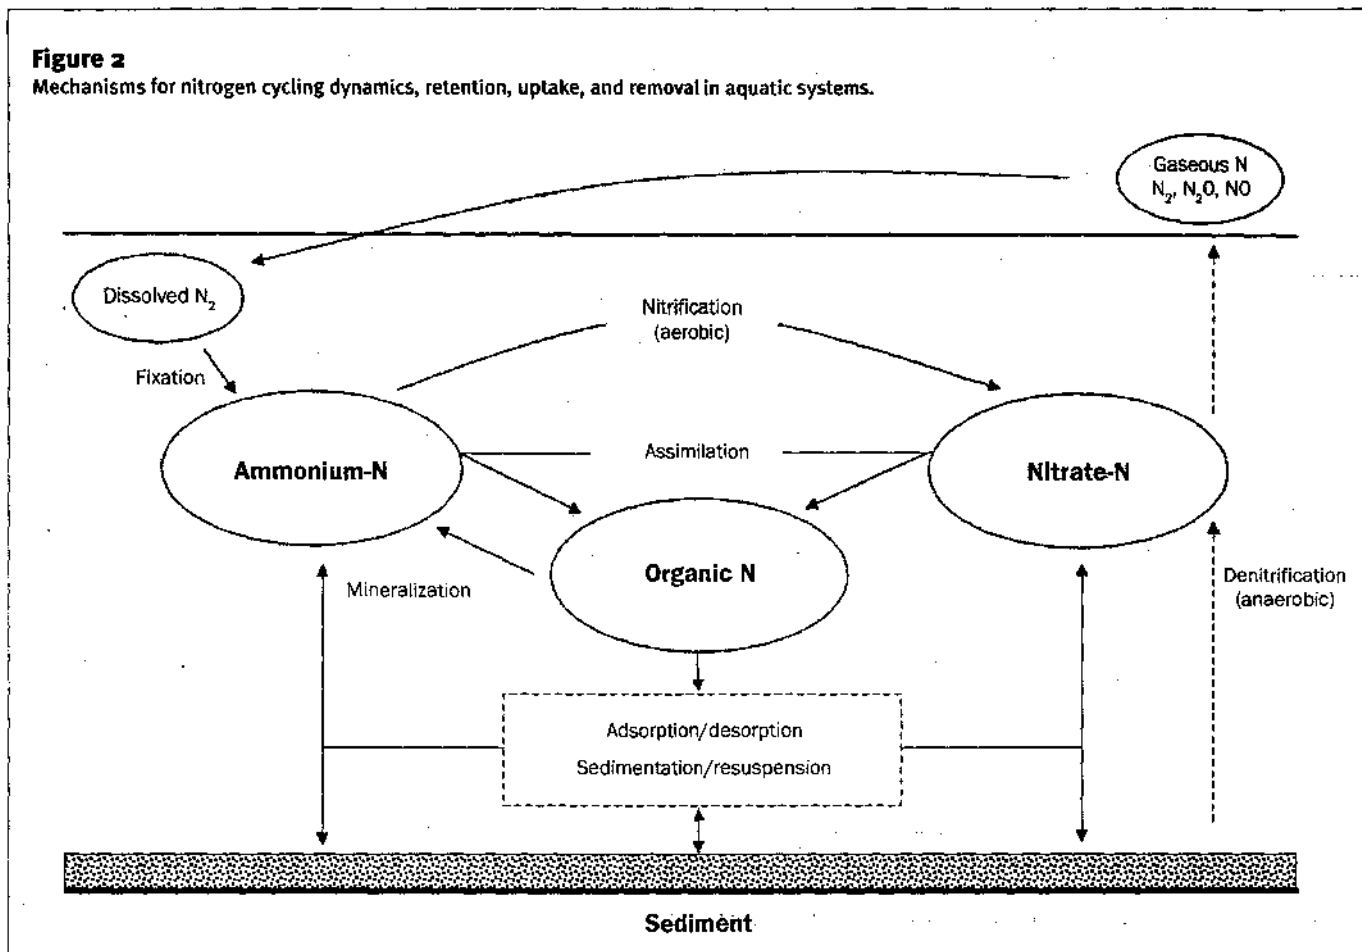 Figure 2
Mechanisms for nitrogen cycling dynamics, retention, uptake, and removal in aquatic systems.
Gaseous N
N₂, N₂O, NO
Dissolved N₂
Nitrification
(aerobic)
Fixation
Assimilation
Ammonium-N
Nitrate-N
Organic N
Mineralization
Denitrification
(anaerobic)
Adsorption/desorption
Sedimentation/resuspension
Sediment